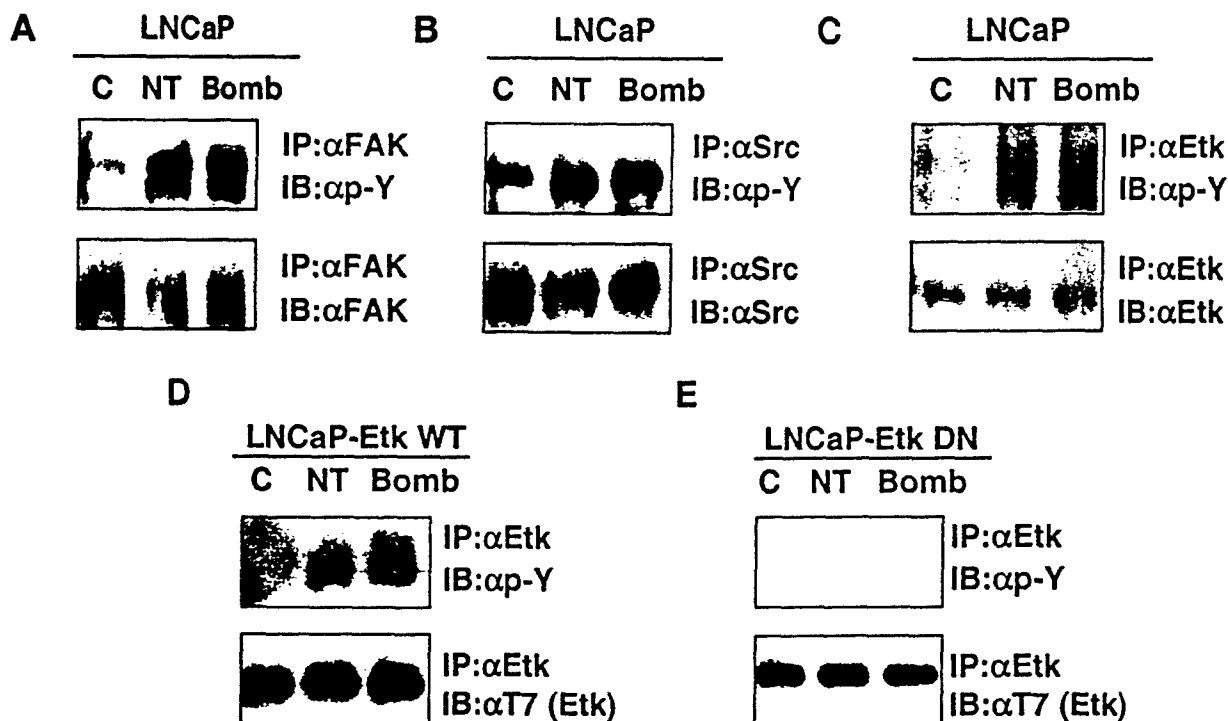 A
LNCaP
C NT Bomb
IP:αFAK
IB:αp-Y
IP:αFAK
IB:αFAK
B
LNCaP
C NT Bomb
IP:αSrc
IB:αp-Y
IP:αSrc
IB:αSrc
C
LNCaP
C NT Bomb
IP:αEtk
IB:αp-Y
IP:αEtk
IB:αEtk
D
LNCaP-Etk WT
C NT Bomb
IP:αEtk
IB:αp-Y
IP:αEtk
IB:αT7 (Etk)
E
LNCaP-Etk DN
C NT Bomb
IP:αEtk
IB:αp-Y
IP:αEtk
IB:αT7 (Etk)